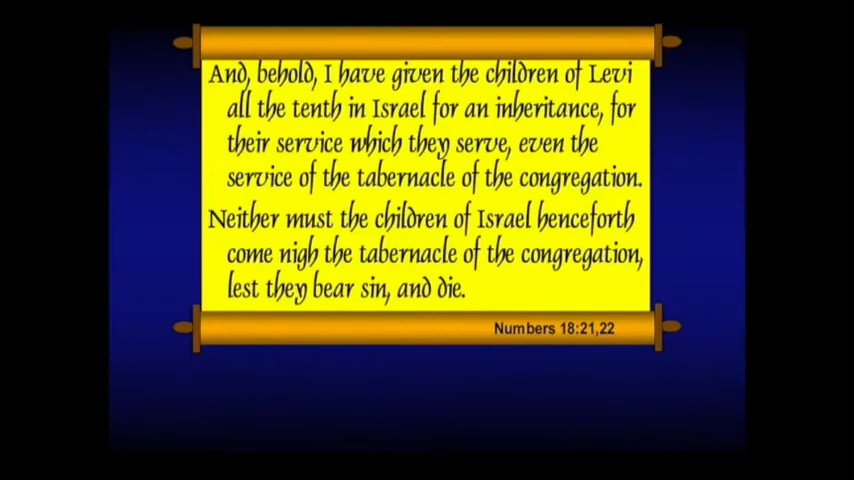 And, behold, I have given the children of Levi
all the tenth in Israel for an inheritance, for
their service which they serve, even the
service of the tabernacle of the congregation.
Neither must the children of Israel henceforth
come nigh the tabernacle of the congregation,
lest they bear sin, and die.
Numbers 18:21,22